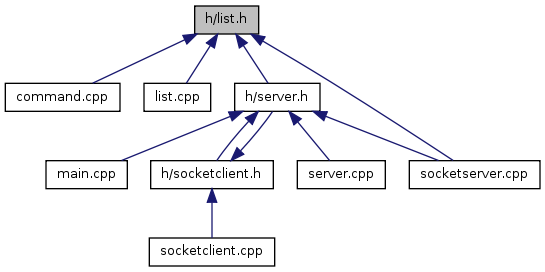 h/list.h
command.cpp
list.cpp
h/server.h
main.cpp
h/socketclient.h
server.cpp
socketserver.cpp
socketclient.cpp